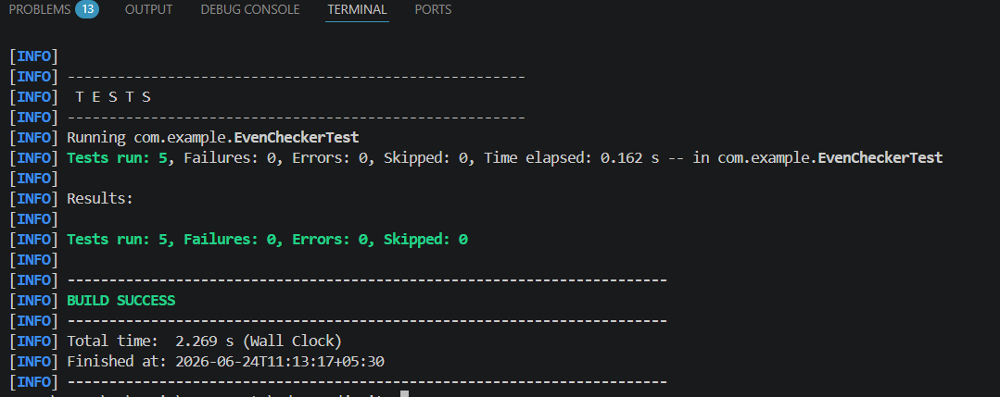 PROBLEMS 13 OUTPUT DEBUG CONSOLE TERMINAL PORTS
[INFO]
[INFO] -------------------------------------------------------
[INFO]  T E S T S
[INFO] -------------------------------------------------------
[INFO] Running com.example.EvenCheckerTest
[INFO] Tests run: 5, Failures: 0, Errors: 0, Skipped: 0, Time elapsed: 0.162 s -- in com.example.EvenCheckerTest
[INFO]
[INFO] Results:
[INFO]
[INFO] Tests run: 5, Failures: 0, Errors: 0, Skipped: 0
[INFO]
[INFO] ------------------------------------------------------------------------
[INFO] BUILD SUCCESS
[INFO] ------------------------------------------------------------------------
[INFO] Total time:  2.269 s (Wall Clock)
[INFO] Finished at: 2026-06-24T11:13:17+05:30
[INFO] ------------------------------------------------------------------------